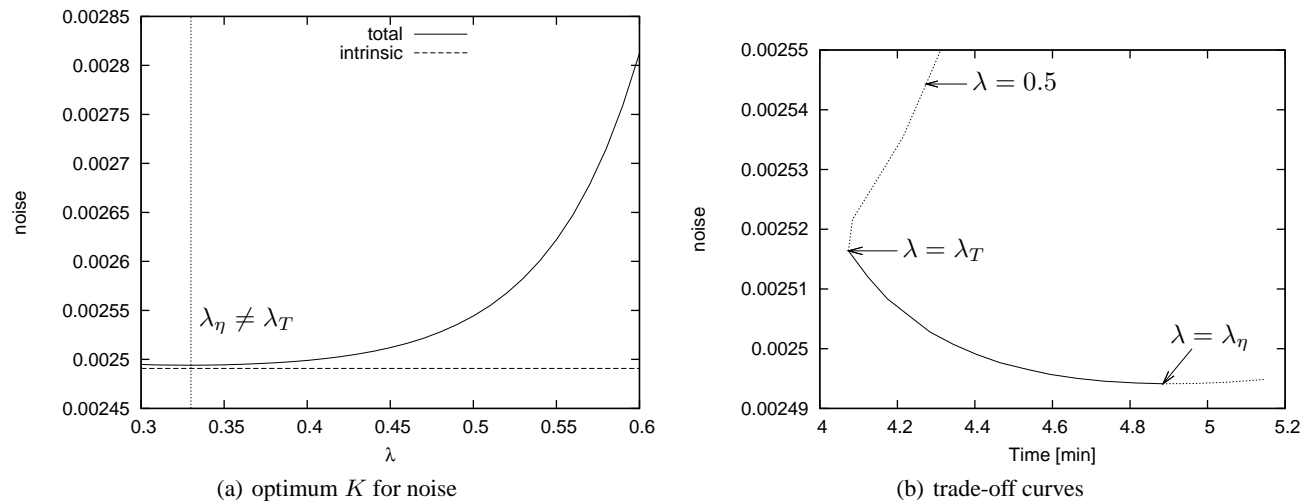 0.00285
0.0028
0.00275
0.0027
0.00265
0.0026
0.00255
0.0025
0.00245
noise
total
intrinsic
λη ≠ λT
0.3 0.35 0.4 0.45 0.5 0.55 0.6
λ
(a) optimum K for noise
0.00255
0.00254
0.00253
0.00252
0.00251
0.0025
0.00249
noise
λ = 0.5
λ = λT
λ = λη
4 4.2 4.4 4.6 4.8 5 5.2
Time [min]
(b) trade-off curves